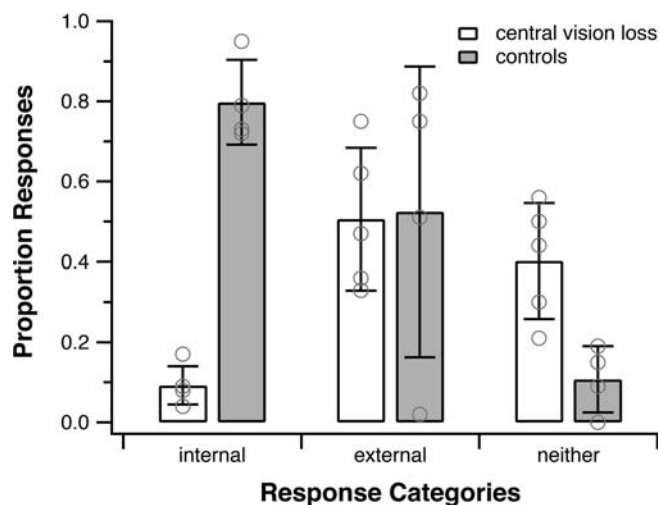 1.0
0.8
0.6
0.4
0.2
0.0
Proportion Responses
central vision loss
controls
internal
external
neither
Response Categories